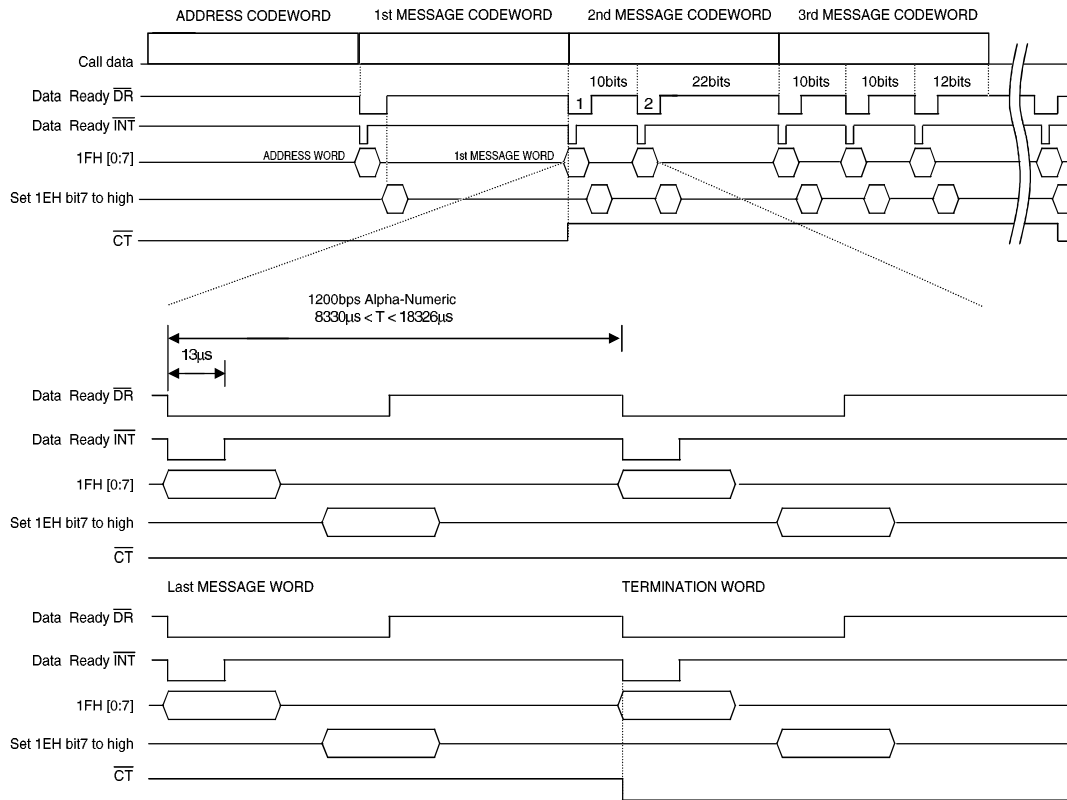 ADDRESS CODEWORD 1st MESSAGE CODEWORD 2nd MESSAGE CODEWORD 3rd MESSAGE CODEWORD
Call data
10bits 22bits 10bits 10bits 12bits
Data Ready DR 1 2
Data Ready INT
1FH [0:7] ADDRESS WORD 1st MESSAGE WORD
Set 1EH bit7 to high
CT
1200bps Alpha-Numeric
8330µs < T < 18326µs
13µs
Data Ready DR
Data Ready INT
1FH [0:7]
Set 1EH bit7 to high
CT
Last MESSAGE WORD TERMINATION WORD
Data Ready DR
Data Ready INT
1FH [0:7]
Set 1EH bit7 to high
CT